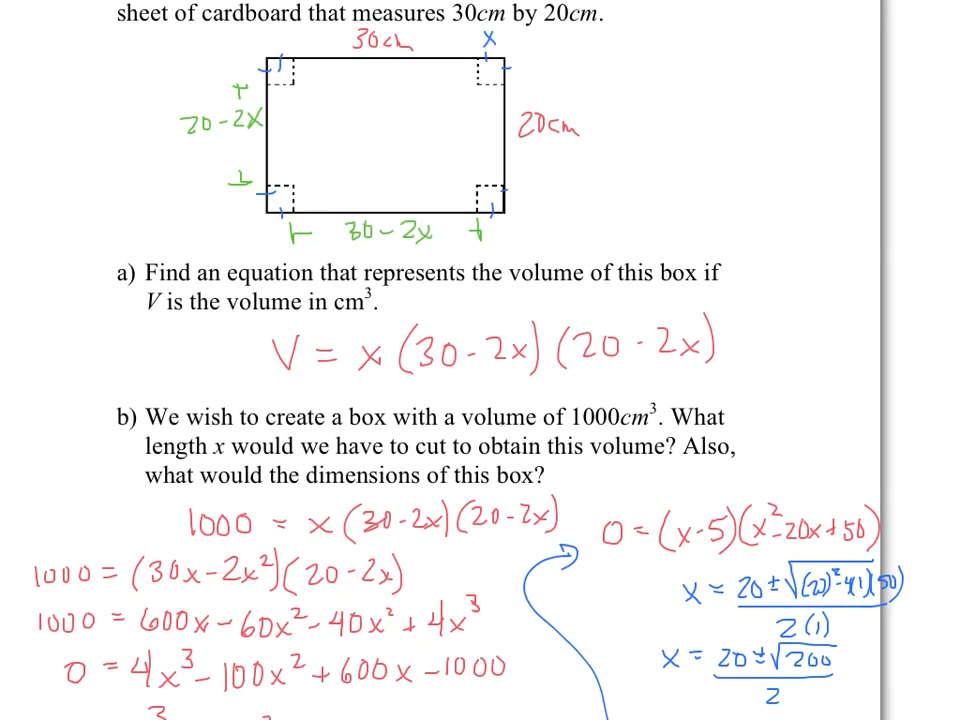 sheet of cardboard that measures 30cm by 20cm.
30cm
x
20-2x
20cm
30-2x
a) Find an equation that represents the volume of this box if
V is the volume in cm³.
V = x(30-2x)(20-2x)
b) We wish to create a box with a volume of 1000cm³. What
length x would we have to cut to obtain this volume? Also,
what would the dimensions of this box?
1000 = x(30-2x)(20-2x)
1000 = (30x-2x²)(20-2x)
1000 = 600x-60x²-40x²+4x³
0 = 4x³-100x²+600x-1000
0 = (x-5)(x²-20x+50)
x = 20±√(20)²-4(1)(50)
2(1)
x = 20±√200
2